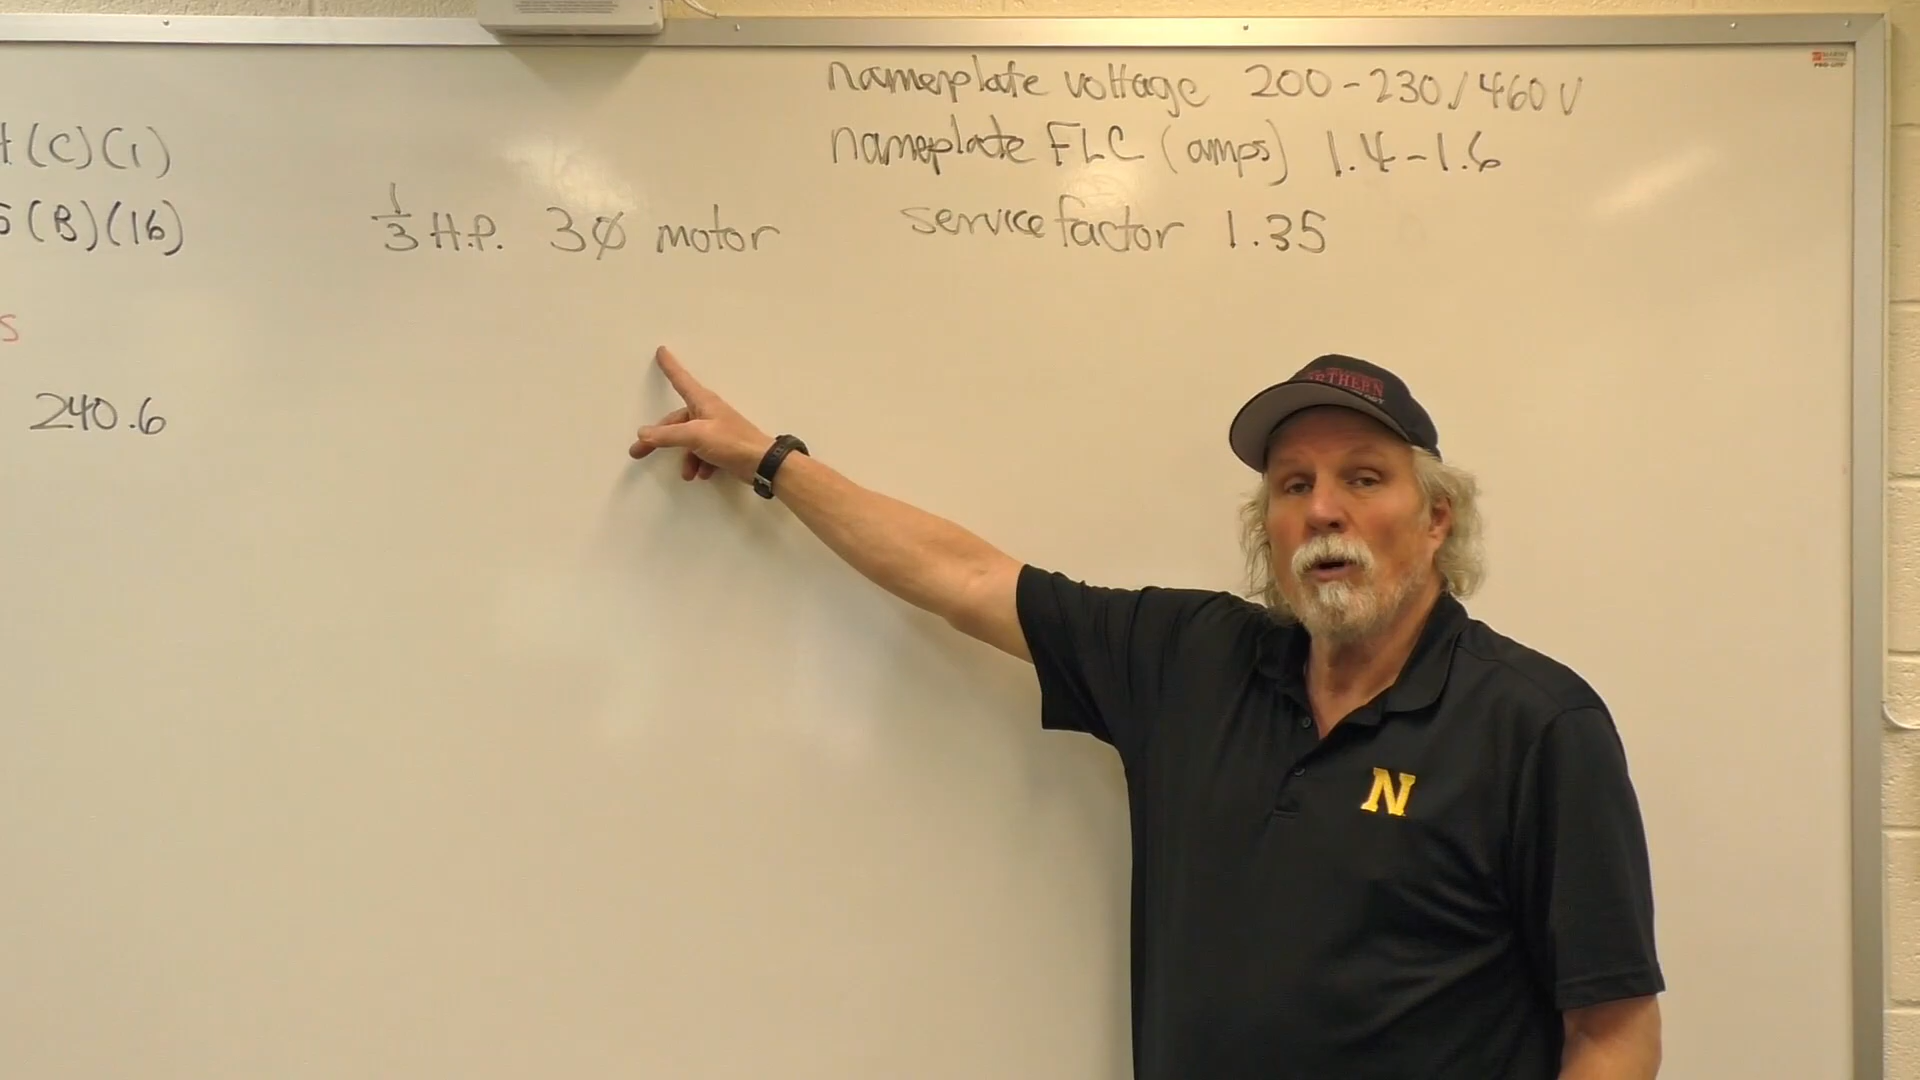 nameplate voltage 200-230/460V
nameplate FLC (amps) 1.4-1.6
(C)(1)
(B)(16)
1/3 H.P. 3Ø motor
service factor 1.35
S
240.6
N